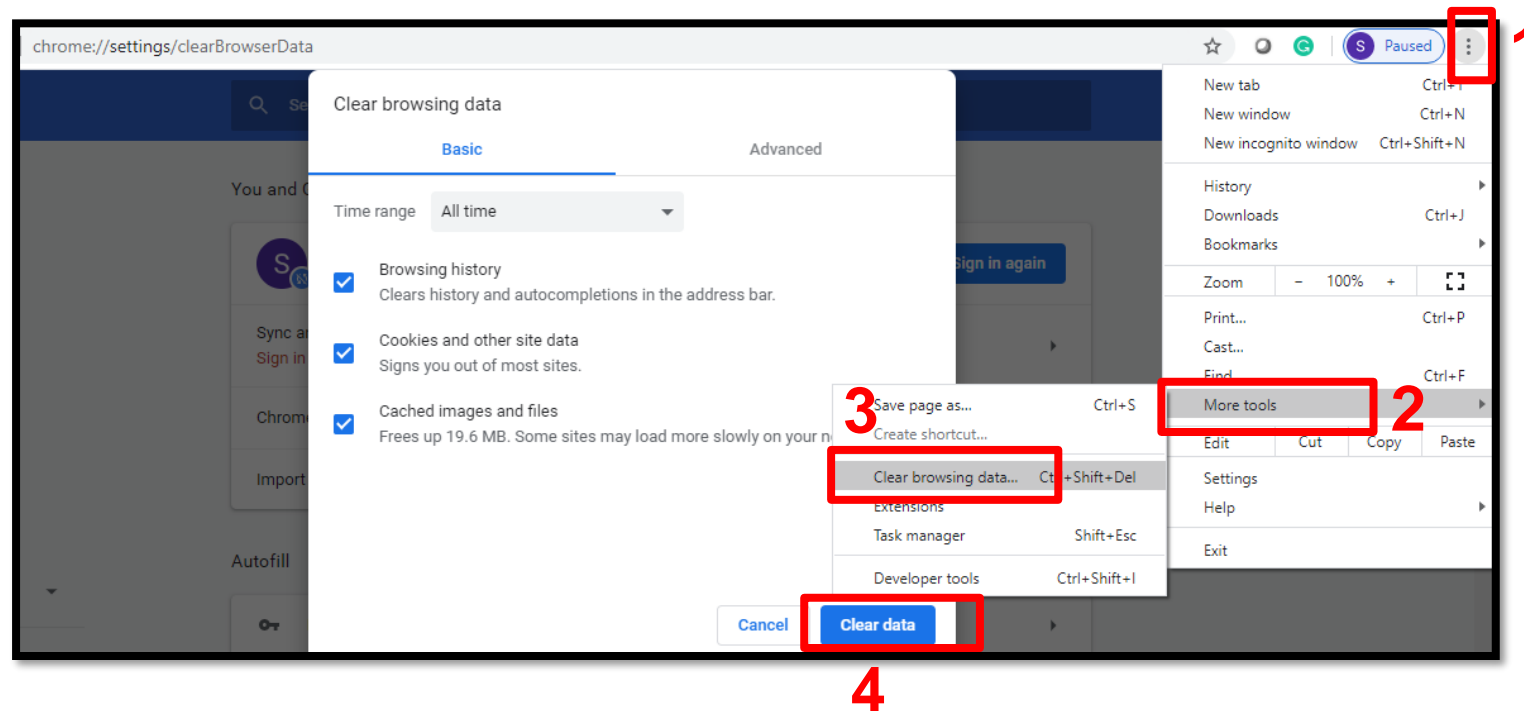 1
chrome://settings/clearBrowserData
S Paused
Se
Clear browsing data
Basic Advanced
You and
Time range All time
S
Browsing history
Clears history and autocompletions in the address bar.
Sign in again
Sync a
Sign in
Cookies and other site data
Signs you out of most sites.
Chrom
Cached images and files
Frees up 19.6 MB. Some sites may load more slowly on your n
Import
Autofill
Cancel Clear data
4
New tab Ctrl+T
New window Ctrl+N
New incognito window Ctrl+Shift+N
History
Downloads Ctrl+J
Bookmarks
Zoom - 100% +
Print... Ctrl+P
Cast...
Find... Ctrl+F
More tools 2
Edit Cut Copy Paste
Settings
Help
Exit
3
Save page as... Ctrl+S
Create shortcut...
Clear browsing data... Ctrl+Shift+Del
Extensions
Task manager Shift+Esc
Developer tools Ctrl+Shift+I